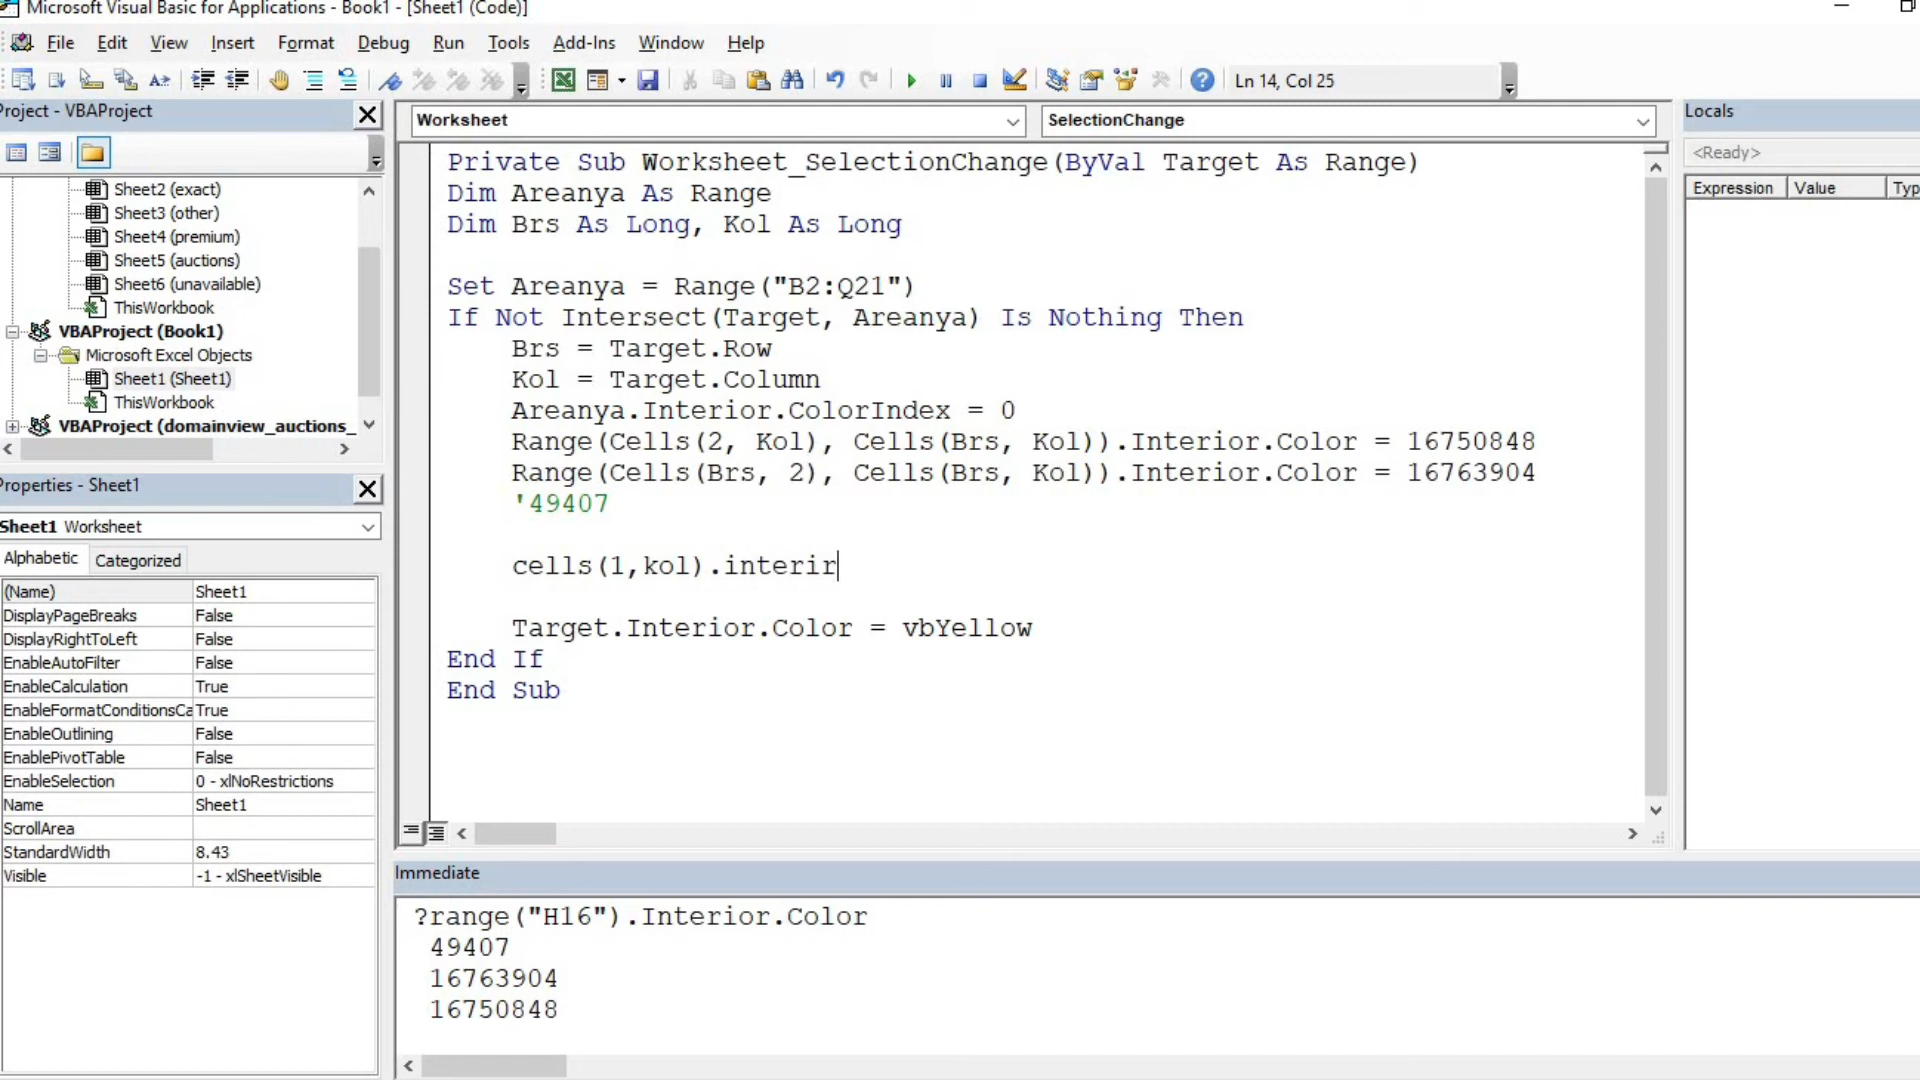 Microsoft Visual Basic for Applications - Book1 - [Sheet1 (Code)]
File Edit View Insert Format Debug Run Tools Add-Ins Window Help
Ln 14, Col 25
Project - VBAProject
Sheet2 (exact)
Sheet3 (other)
Sheet4 (premium)
Sheet5 (auctions)
Sheet6 (unavailable)
ThisWorkbook
VBAProject (Book1)
Microsoft Excel Objects
Sheet1 (Sheet1)
ThisWorkbook
VBAProject (domainview_auctions_
Properties - Sheet1
Sheet1 Worksheet
Alphabetic Categorized
(Name) Sheet1
DisplayPageBreaks False
DisplayRightToLeft False
EnableAutoFilter False
EnableCalculation True
EnableFormatConditionsCa True
EnableOutlining False
EnablePivotTable False
EnableSelection 0 - xlNoRestrictions
Name Sheet1
ScrollArea
StandardWidth 8.43
Visible -1 - xlSheetVisible
Worksheet SelectionChange
Private Sub Worksheet_SelectionChange(ByVal Target As Range)
Dim Areanya As Range
Dim Brs As Long, Kol As Long
Set Areanya = Range("B2:Q21")
If Not Intersect(Target, Areanya) Is Nothing Then
Brs = Target.Row
Kol = Target.Column
Areanya.Interior.ColorIndex = 0
Range(Cells(2, Kol), Cells(Brs, Kol)).Interior.Color = 16750848
Range(Cells(Brs, 2), Cells(Brs, Kol)).Interior.Color = 16763904
'49407
cells(1,kol).interir
Target.Interior.Color = vbYellow
End If
End Sub
Immediate
?range("H16").Interior.Color
49407
16763904
16750848
Locals
<Ready>
Expression Value Typ